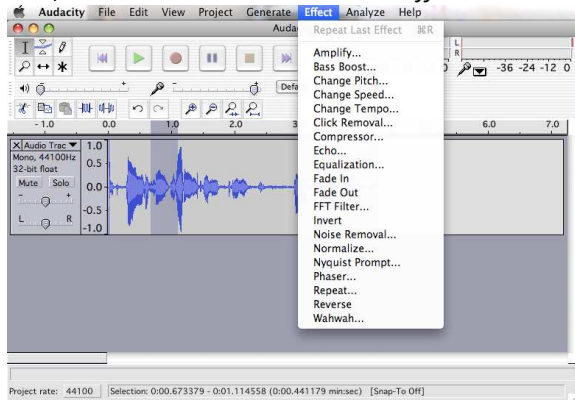 Audacity File Edit View Project Generate Effect Analyze Help
Repeat Last Effect ⌘R
Amplify...
Bass Boost...
Change Pitch...
Change Speed...
Change Tempo...
Click Removal...
Compressor...
Echo...
Equalization...
Fade In
Fade Out
FFT Filter...
Invert
Noise Removal...
Normalize...
Nyquist Prompt...
Phaser...
Repeat...
Reverse
Wahwah...
Audac
L
R
-36 -24 -12 0
- + - +
Defa
-1.0 0.0 1.0 2.0 3 6.0 7.0
X Audio Trac ▼ 1.0
Mono, 44100Hz
32-bit float 0.5
Mute Solo 0.0
- +
-0.5
L R
-1.0
Project rate: 44100 Selection: 0:00.673379 - 0:01.114558 (0:00.441179 min:sec) [Snap-To Off]